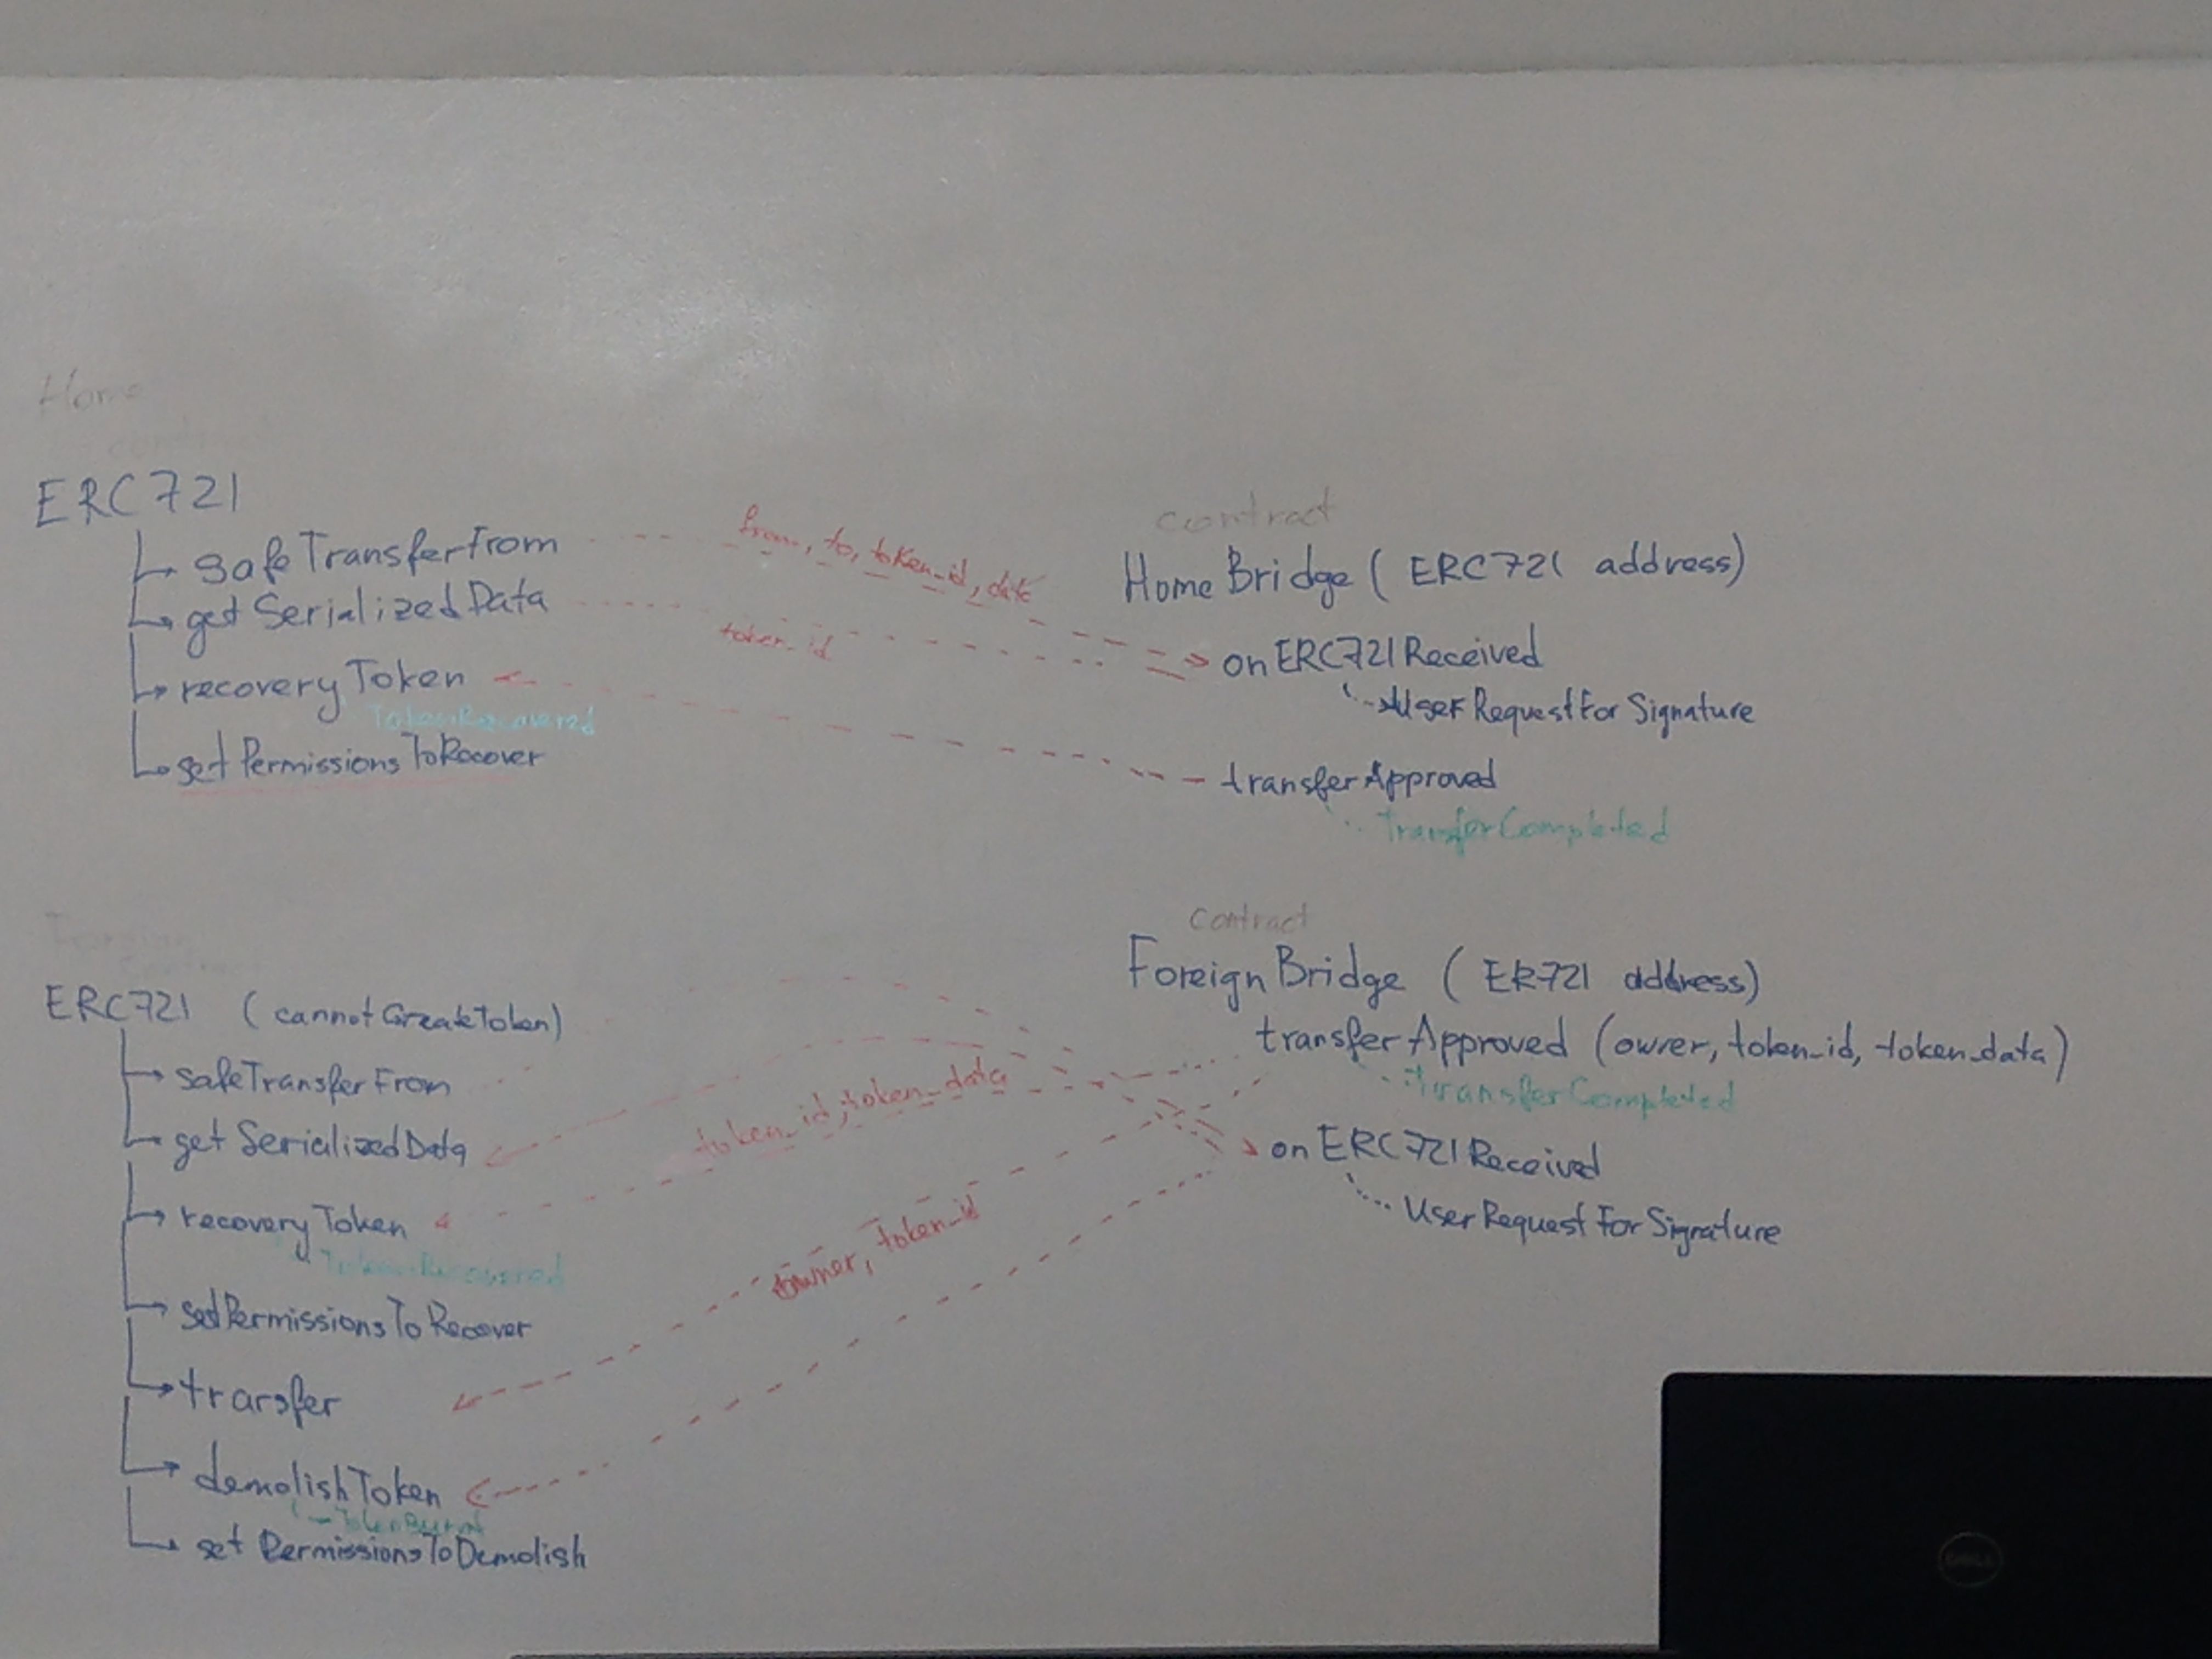 Home
contract
ERC721
safeTransferFrom
getSerializedData
recoveryToken
TokenRecovered
setPermissionsToRecover
from, to, token_id, data
token_id
contract
HomeBridge ( ERC721 address)
onERC721Received
UserRequestForSignature
transferApproved
TransferCompleted
Foreign
contract
ERC721 (cannotCreateToken)
safeTransferFrom
getSerializedData
recoveryToken
TokenRecovered
setPermissionsToRecover
transfer
demolishToken
TokenBurnt
setPermissionsToDemolish
token_id, token_data
owner, token_id
contract
ForeignBridge ( ER721 address)
transferApproved (owner, token_id, token_data)
TransferCompleted
onERC721Received
UserRequestForSignature
DELL